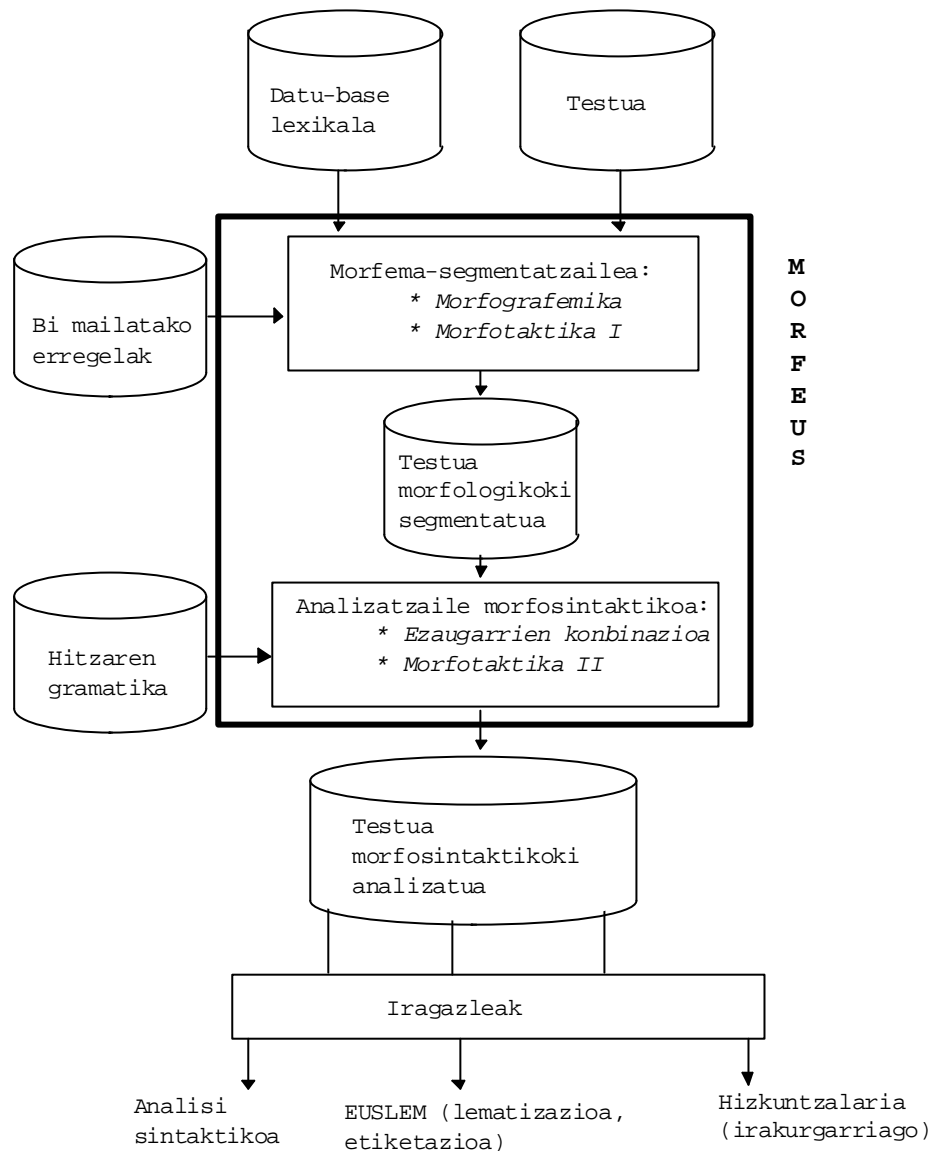 Datu-base
lexikala
Testua
Morfema-segmentatzailea:
* Morfografemika
* Morfotaktika I
Bi mailatako
erregelak
M
O
R
F
E
U
S
Testua
morfologikoki
segmentatua
Analizatzaile morfosintaktikoa:
* Ezaugarrien konbinazioa
* Morfotaktika II
Hitzaren
gramatika
Testua
morfosintaktikoki
analizatua
Iragazleak
Analisi
sintaktikoa
EUSLEM (lematizazioa,
etiketazioa)
Hizkuntzalaria
(irakurgarriago)